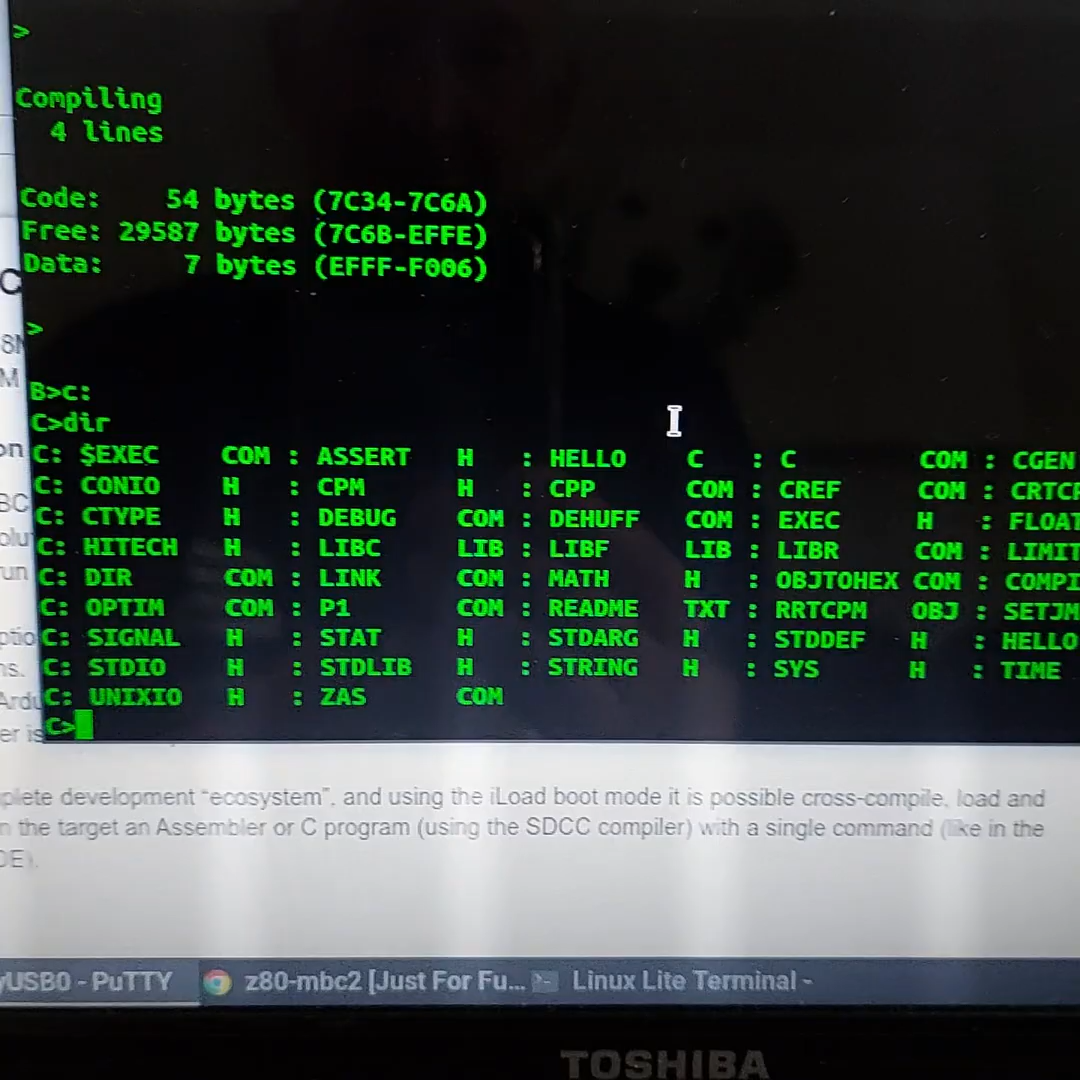 >
Compiling
4 lines
Code: 54 bytes (7C34-7C6A)
Free: 29587 bytes (7C6B-EFFE)
Data: 7 bytes (EFFF-F006)
>
B>c:
C>dir
C: $EXEC COM : ASSERT H : HELLO C : C COM : CGEN
C: CONIO H : CPM H : CPP COM : CREF COM : CRTCP
C: CTYPE H : DEBUG COM : DEHUFF COM : EXEC H : FLOAT
C: HITECH H : LIBC LIB : LIBF LIB : LIBR COM : LIMIT
C: DIR COM : LINK COM : MATH H : OBJTOHEX COM : COMPI
C: OPTIM COM : P1 COM : README TXT : RRTCPM OBJ : SETJM
C: SIGNAL H : STAT H : STDARG H : STDDEF H : HELLO
C: STDIO H : STDLIB H : STRING H : SYS H : TIME
C: UNIXIO H : ZAS COM
C>
plete development “ecosystem”, and using the iLoad boot mode it is possible cross-compile, load and
n the target an Assembler or C program (using the SDCC compiler) with a single command (like in the
DE).
yUSB0 - PuTTY
z80-mbc2 [Just For Fu...
Linux Lite Terminal -
TOSHIBA